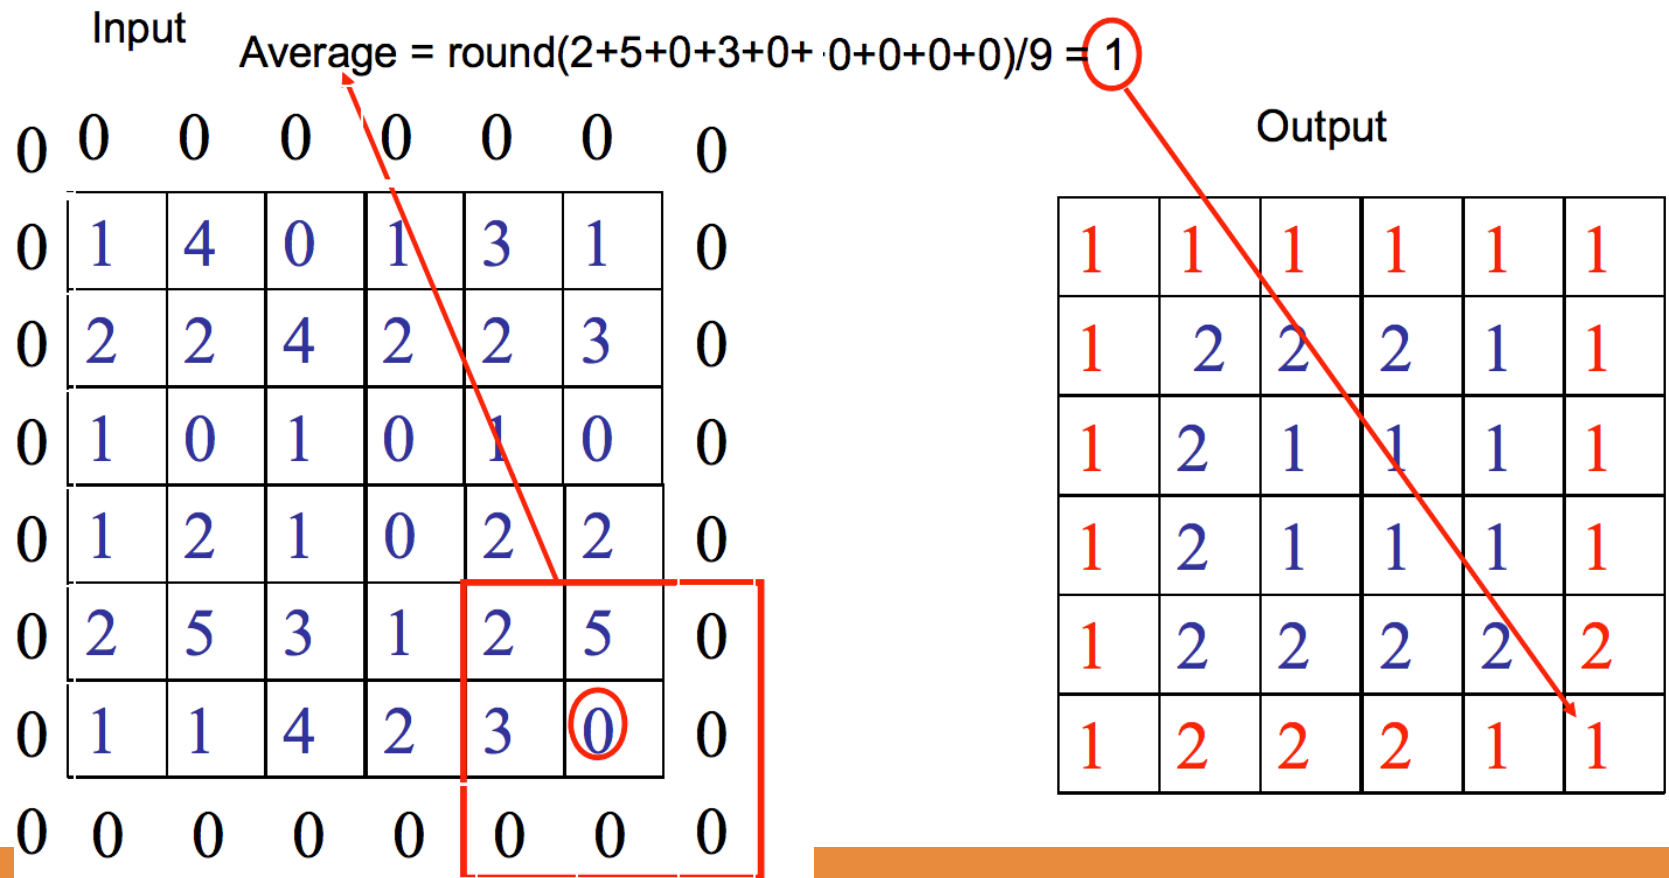 Input
Average = round(2+5+0+3+0+ 0+0+0+0)/9 = 1
Output
0 0 0 0 0 0 0 0
0 1 4 0 1 3 1 0
0 2 2 4 2 2 3 0
0 1 0 1 0 1 0 0
0 1 2 1 0 2 2 0
0 2 5 3 1 2 5 0
0 1 1 4 2 3 0 0
0 0 0 0 0 0 0 0
1 1 1 1 1 1
1 2 2 2 1 1
1 2 1 1 1 1
1 2 1 1 1 1
1 2 2 2 2 2
1 2 2 2 1 1